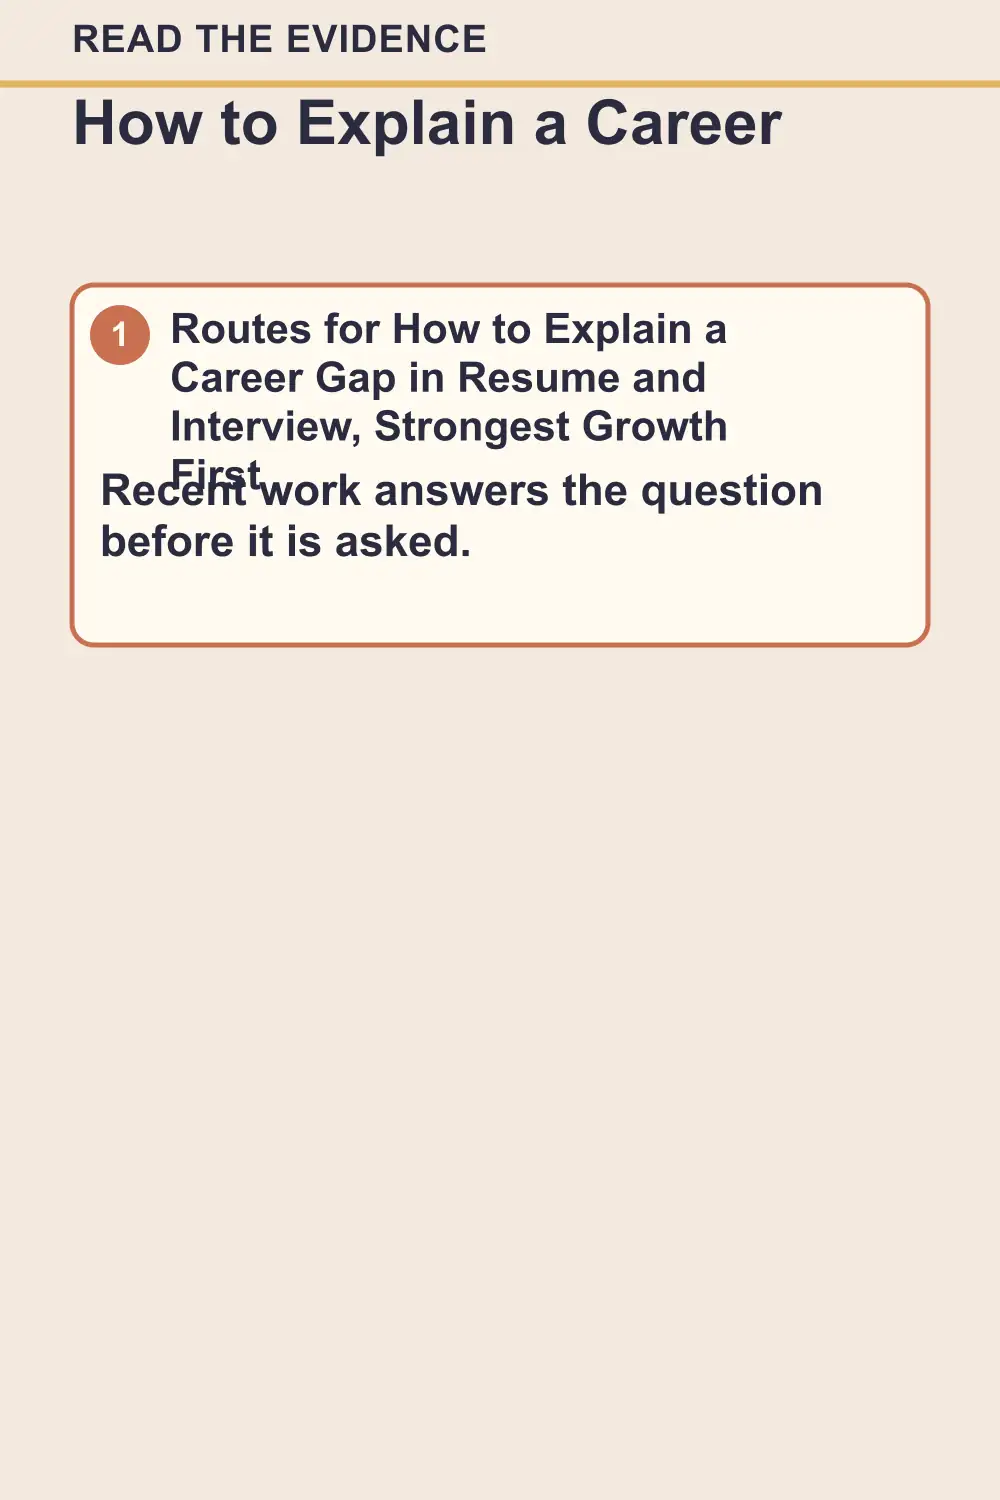 READ THE EVIDENCE
How to Explain a Career
1
Routes for How to Explain a
Career Gap in Resume and
Interview, Strongest Growth
First
Recent work answers the question
before it is asked.